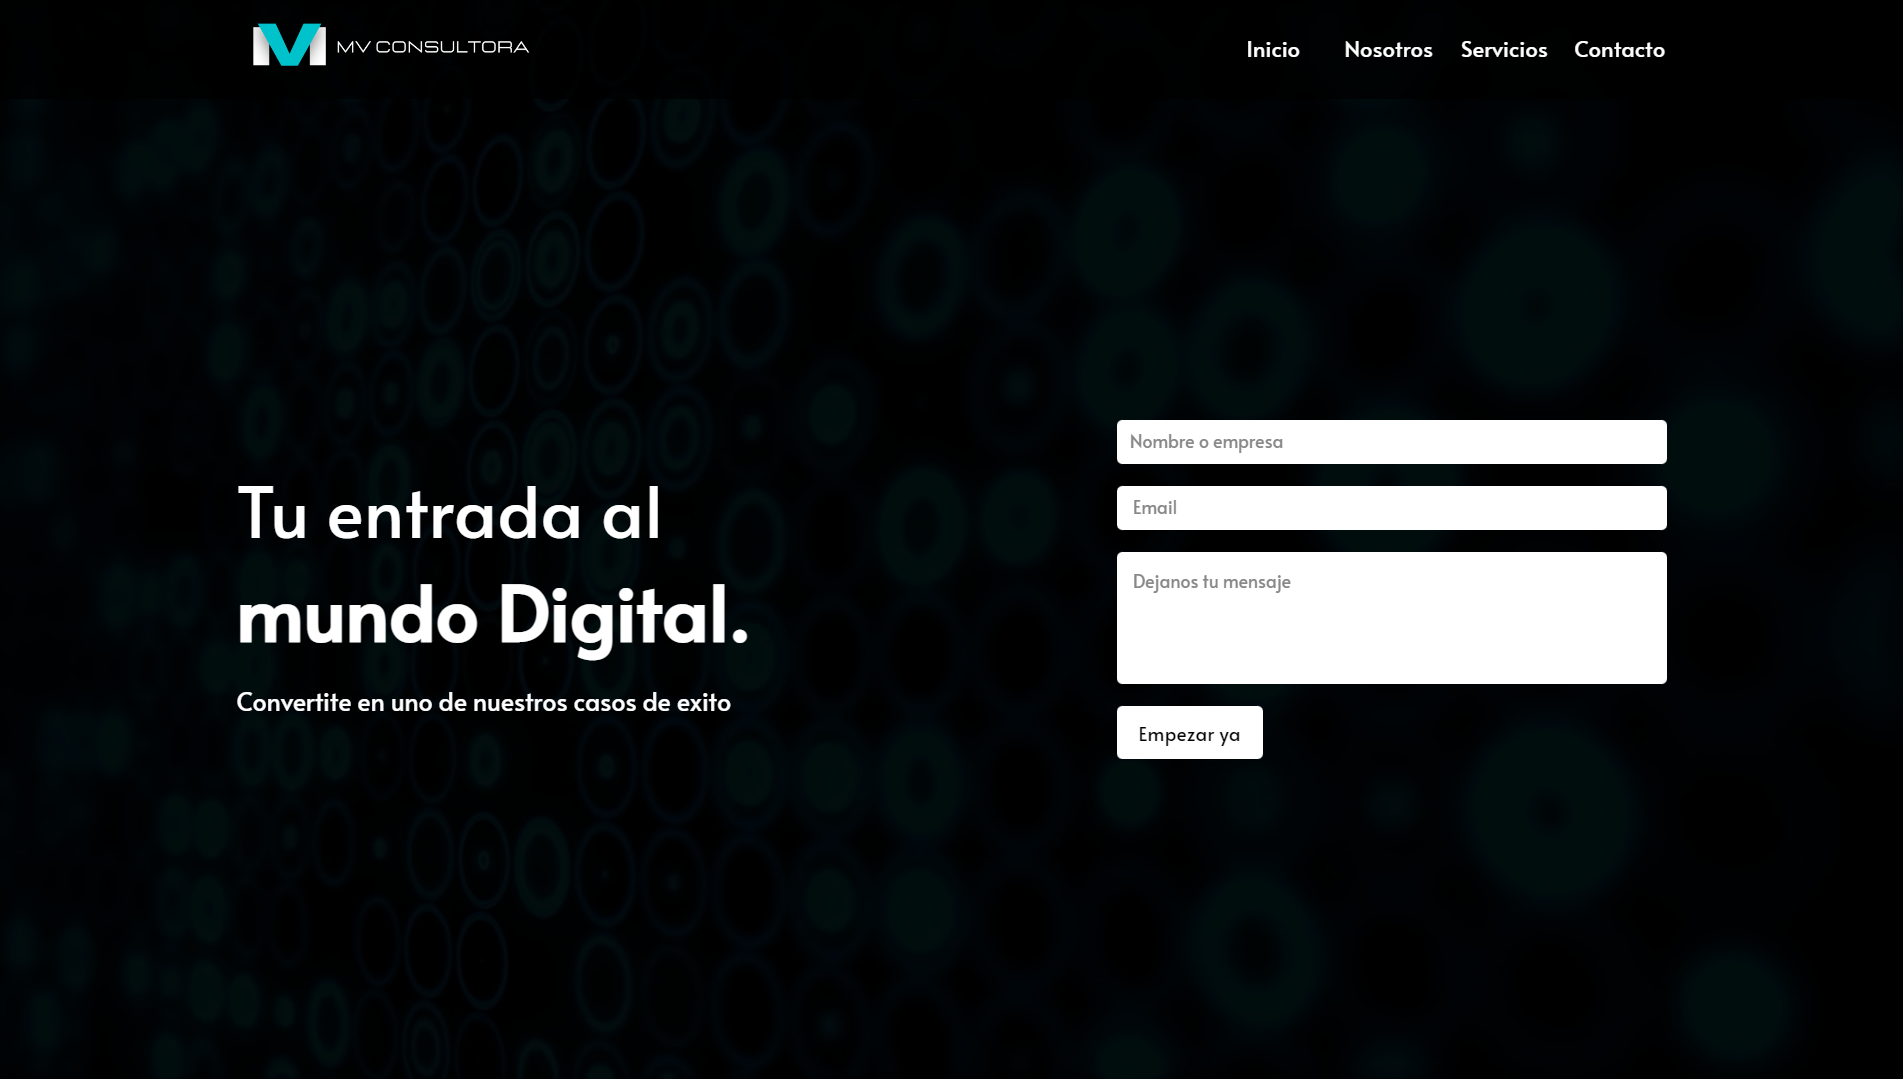 MV CONSULTORA
Inicio Nosotros Servicios Contacto
Tu entrada al
mundo Digital.
Convertite en uno de nuestros casos de exito
Nombre o empresa
Email
Dejanos tu mensaje
Empezar ya